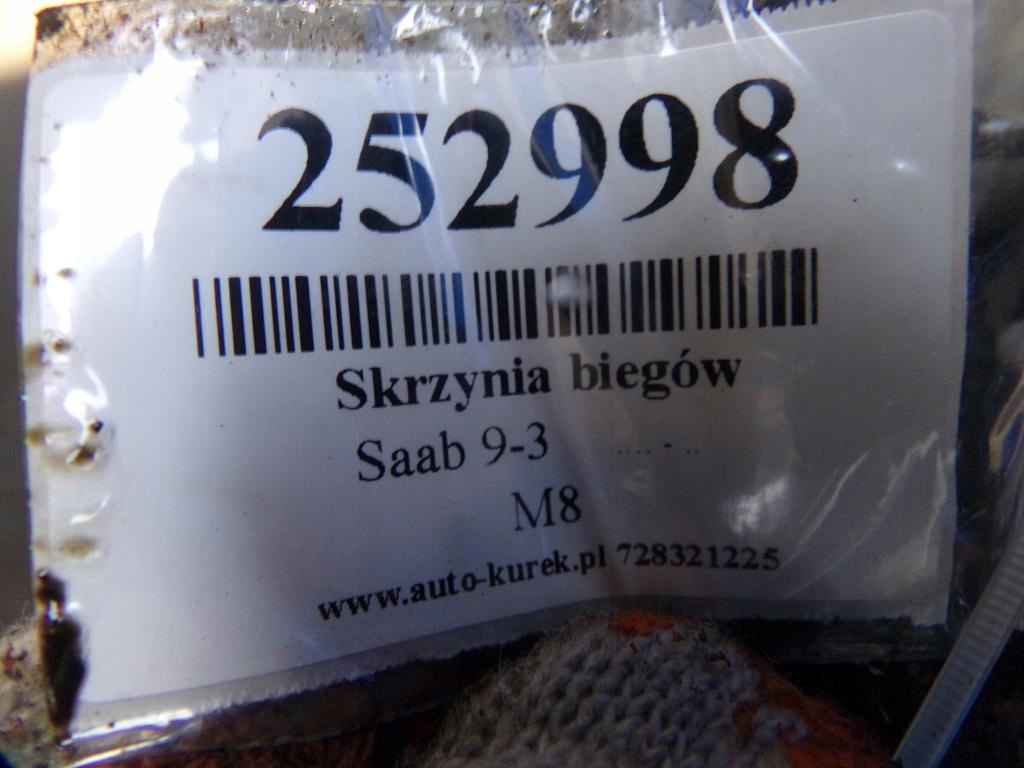 252998
Skrzynia biegów
Saab 9-3 ..... - ..
M8
www.auto-kurek.pl 728321225